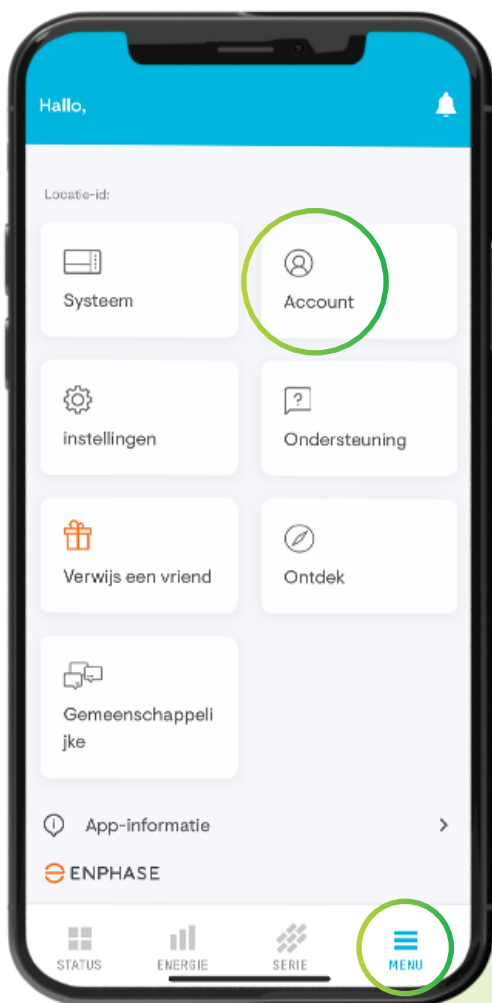 Hallo,
Locatie-id:
Systeem
Account
instellingen
Ondersteuning
Verwijs een vriend
Ontdek
Gemeenschappeli
jke
App-informatie
ENPHASE
STATUS
ENERGIE
SERIE
MENU